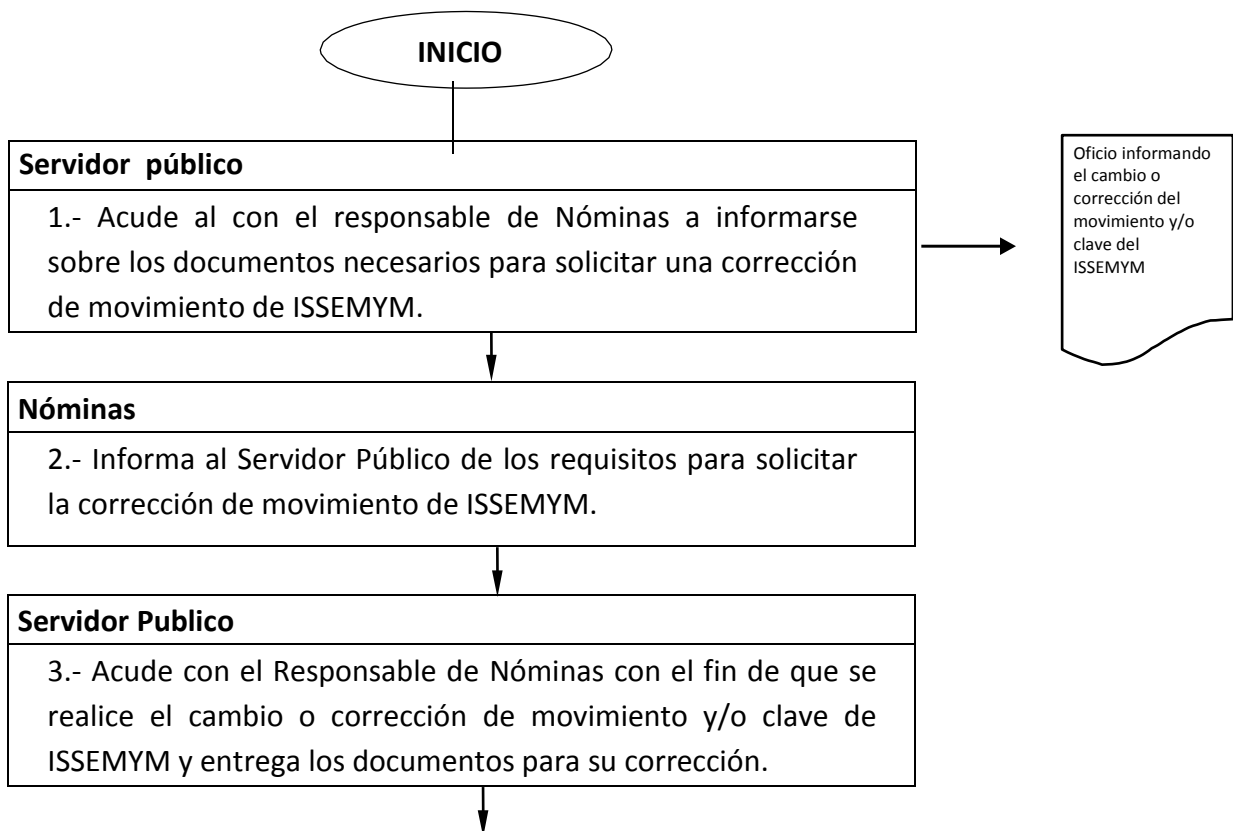 INICIO
Servidor público
1.- Acude al con el responsable de Nóminas a informarse
sobre los documentos necesarios para solicitar una corrección
de movimiento de ISSEMYM.
Oficio informando
el cambio o
corrección del
movimiento y/o
clave del
ISSEMYM
Nóminas
2.- Informa al Servidor Público de los requisitos para solicitar
la corrección de movimiento de ISSEMYM.
Servidor Publico
3.- Acude con el Responsable de Nóminas con el fin de que se
realice el cambio o corrección de movimiento y/o clave de
ISSEMYM y entrega los documentos para su corrección.